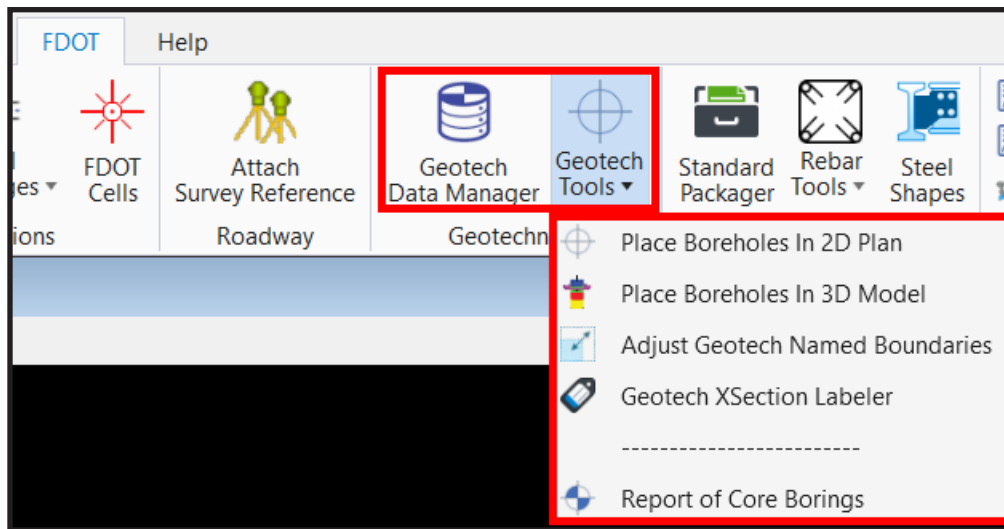 FDOT Help
FDOT
Cells
Attach
Survey Reference
Geotech
Data Manager
Geotech
Tools
Standard
Packager
Rebar
Tools
Steel
Shapes
Roadway
Place Boreholes In 2D Plan
Place Boreholes In 3D Model
Adjust Geotech Named Boundaries
Geotech XSection Labeler
-------------------------
Report of Core Borings